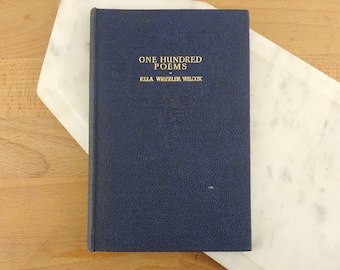 ONE HUNDRED
POEMS
ELLA WHEELER WILCOX